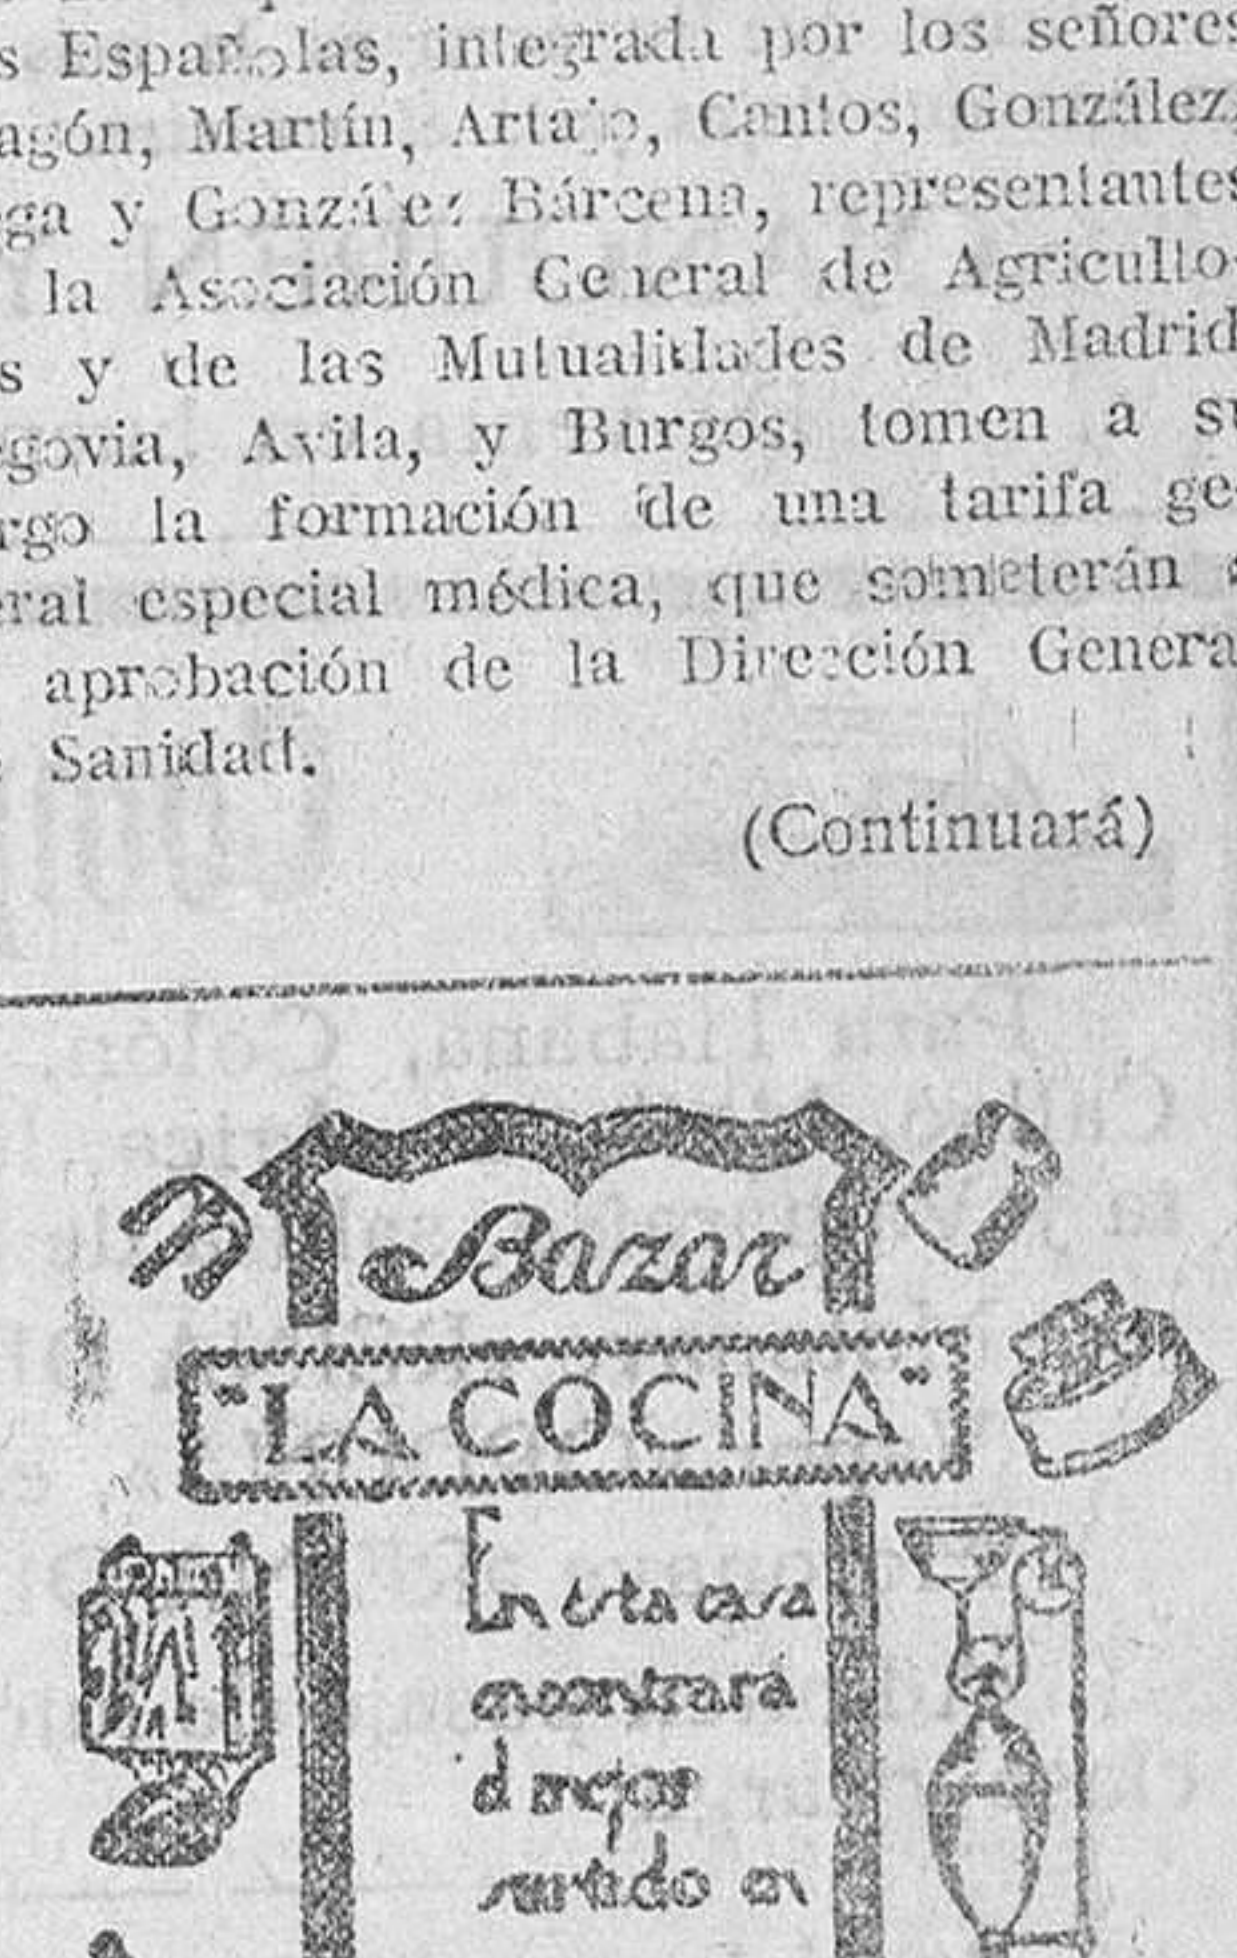 s Españolas, integrada por los señores
agón, Martín, Artajo, Cantos, González,
ga y González Bárcena, representantes
la Asociación General de Agriculto-
s y de las Mutualidades de Madrid,
egovia, Avila, y Burgos, tomen a su
rgo la formación de una tarifa ge-
eral especial médica, que someterán a
aprobación de la Dirección Genera
Sanidad.
(Continuará)
Bazar
"LA COCINA"
En esta casa
encontrará
el mejor
surtido en